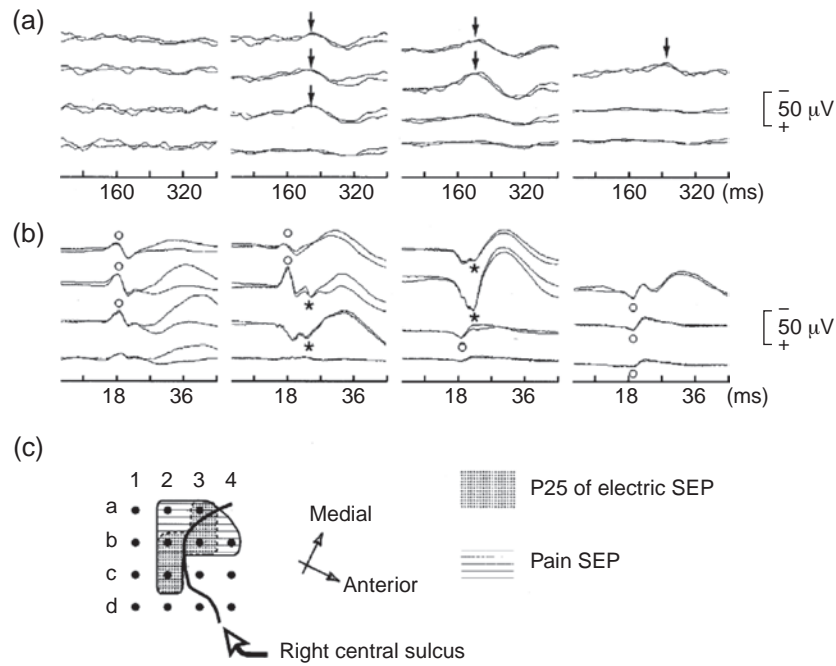 (a)
−
50 µV
+
160 320 160 320 160 320 160 320 (ms)
(b)
−
50 µV
+
18 36 18 36 18 36 18 36 (ms)
(c)
1 2 3 4
a
b
c
d
Medial
Anterior
Right central sulcus
P25 of electric SEP
Pain SEP